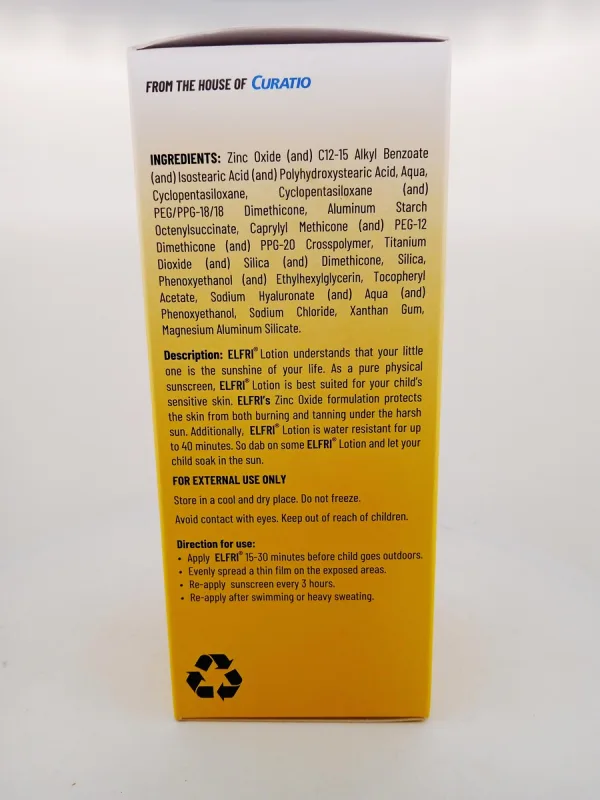 FROM THE HOUSE OF CURATIO
INGREDIENTS: Zinc Oxide (and) C12-15 Alkyl Benzoate
(and) Isostearic Acid (and) Polyhydroxystearic Acid, Aqua,
Cyclopentasiloxane, Cyclopentasiloxane (and)
PEG/PPG-18/18 Dimethicone, Aluminum Starch
Octenylsuccinate, Caprylyl Methicone (and) PEG-12
Dimethicone (and) PPG-20 Crosspolymer, Titanium
Dioxide (and) Silica (and) Dimethicone, Silica,
Phenoxyethanol (and) Ethylhexylglycerin, Tocopheryl
Acetate, Sodium Hyaluronate (and) Aqua (and)
Phenoxyethanol, Sodium Chloride, Xanthan Gum,
Magnesium Aluminum Silicate.
Description: ELFRI® Lotion understands that your little
one is the sunshine of your life. As a pure physical
sunscreen, ELFRI® Lotion is best suited for your child's
sensitive skin. ELFRI's Zinc Oxide formulation protects
the skin from both burning and tanning under the harsh
sun. Additionally, ELFRI® Lotion is water resistant for up
to 40 minutes. So dab on some ELFRI® Lotion and let your
child soak in the sun.
FOR EXTERNAL USE ONLY
Store in a cool and dry place. Do not freeze.
Avoid contact with eyes. Keep out of reach of children.
Direction for use:
• Apply ELFRI® 15-30 minutes before child goes outdoors.
• Evenly spread a thin film on the exposed areas.
• Re-apply sunscreen every 3 hours.
• Re-apply after swimming or heavy sweating.